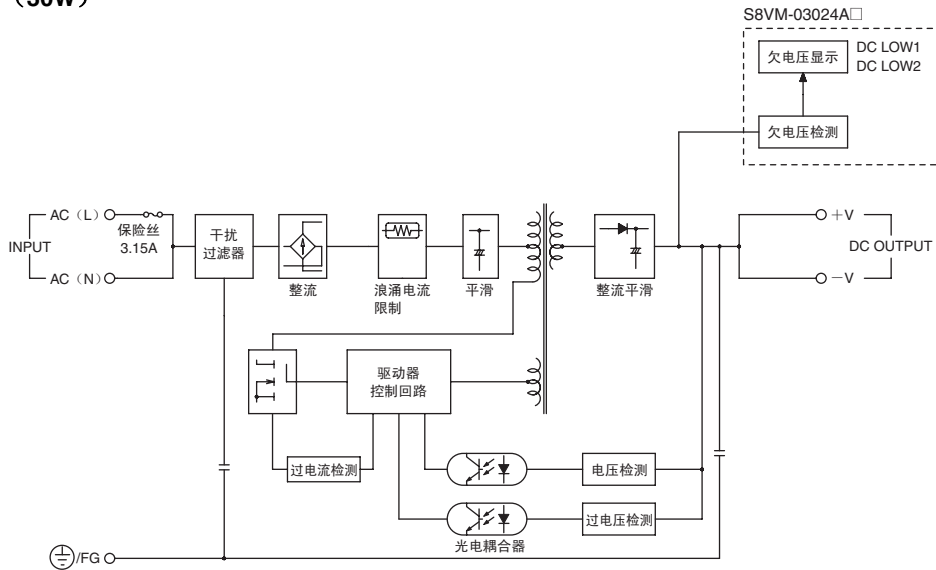 （30W）
S8VM-03024A□
欠电压显示
DC LOW1
DC LOW2
欠电压检测
INPUT
AC（L）
AC（N）
保险丝
3.15A
干扰
过滤器
整流
浪涌电流
限制
平滑
整流平滑
+V
DC OUTPUT
−V
驱动器
控制回路
过电流检测
电压检测
过电压检测
光电耦合器
/FG